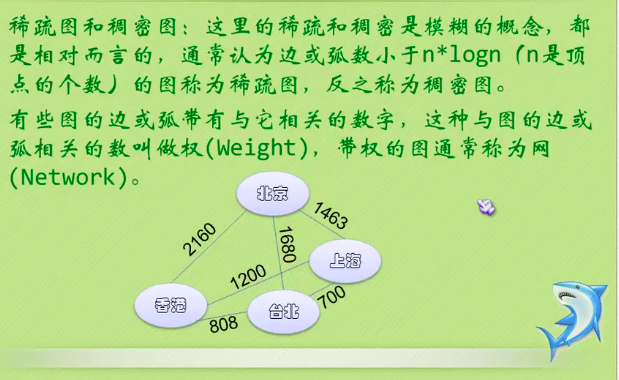 稀疏图和稠密图：这里的稀疏和稠密是模糊的概念，都
是相对而言的，通常认为边或弧数小于n*logn（n是顶
点的个数）的图称为稀疏图，反之称为稠密图。
有些图的边或弧带有与它相关的数字，这种与图的边或
弧相关的数叫做权(Weight)，带权的图通常称为网
(Network)。
北京
1463
2160
1680
上海
1200
700
香港
台北
808